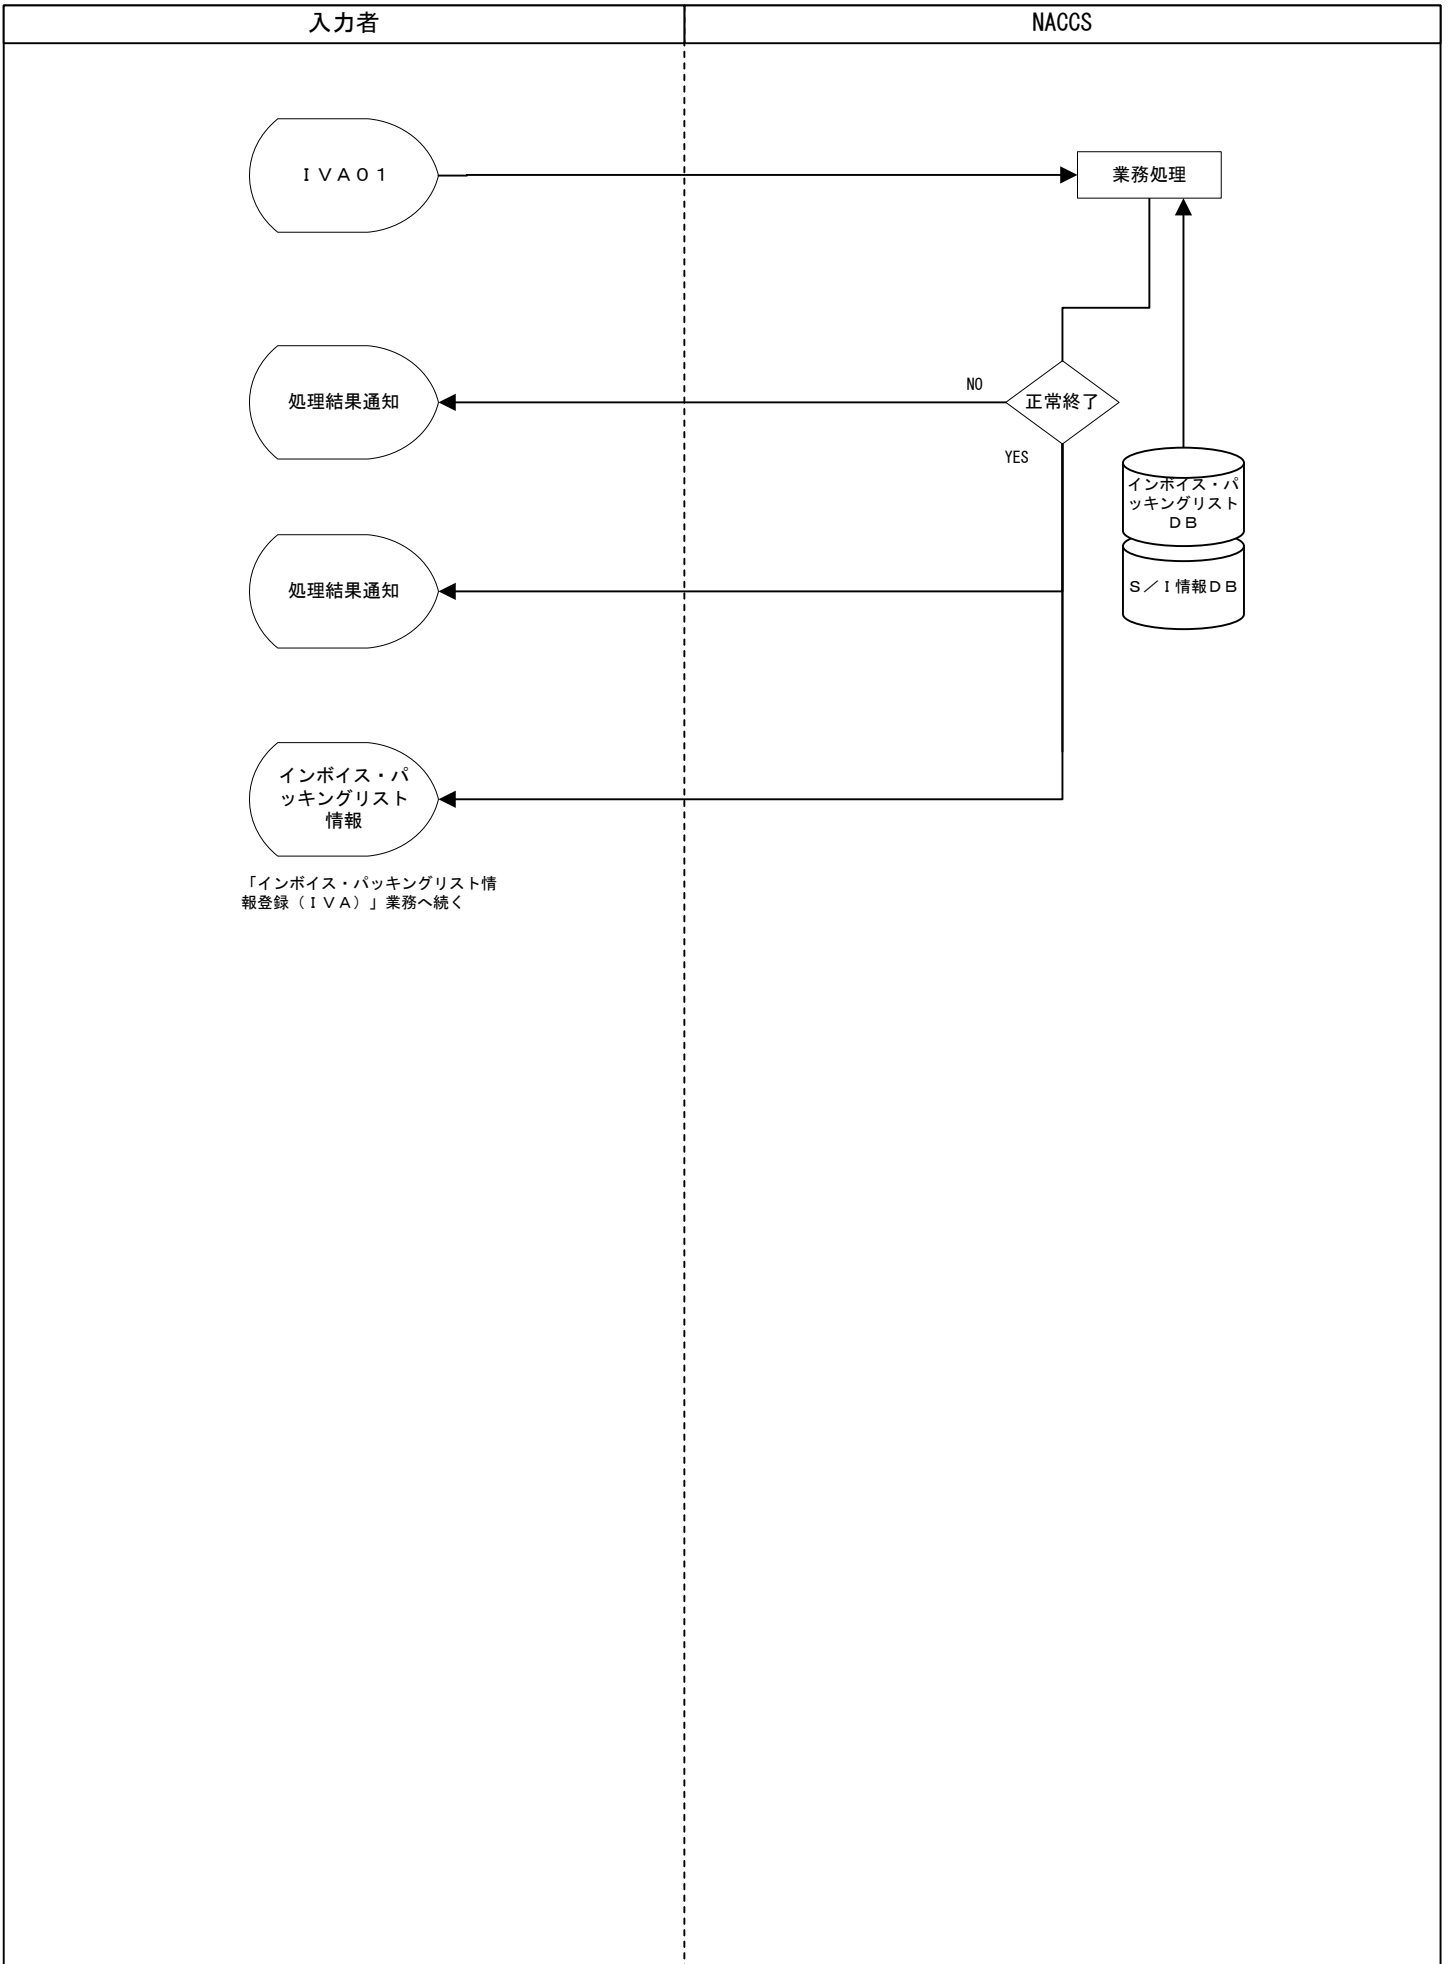 入力者
NACCS
ＩＶＡ０１
業務処理
処理結果通知
NO
正常終了
YES
インボイス・パ
ッキングリスト
ＤＢ
処理結果通知
Ｓ／Ｉ情報ＤＢ
インボイス・パ
ッキングリスト
情報
「インボイス・パッキングリスト情
報登録（ＩＶＡ）」業務へ続く